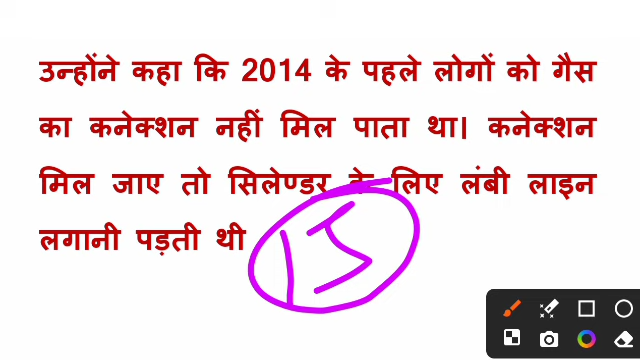 उन्होंने कहा कि 2014 के पहले लोगों को गैस
का कनेक्शन नहीं मिल पाता था। कनेक्शन
मिल जाए तो सिलेण्डर के लिए लंबी लाइन
लगानी पड़ती थी
15